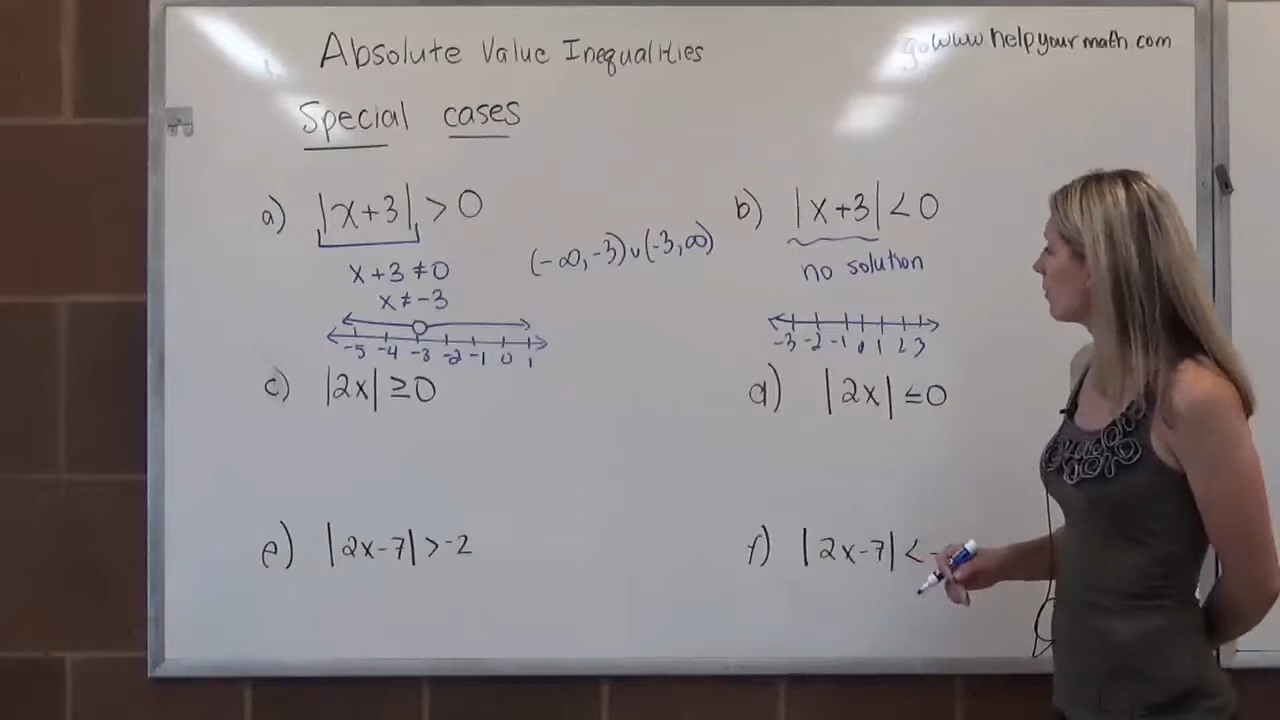 Absolute Value Inequalities
www helpyourmath com
Special cases
a) |x+3| > 0
x+3 ≠ 0
x ≠ -3
(-∞,-3)∪(-3,∞)
-5 -4 -3 -2 -1 0 1
b) |x+3| < 0
no solution
-3 -2 -1 0 1 2 3
c) |2x| ≥ 0
d) |2x| ≤ 0
e) |2x-7| > -2
f) |2x-7| < -